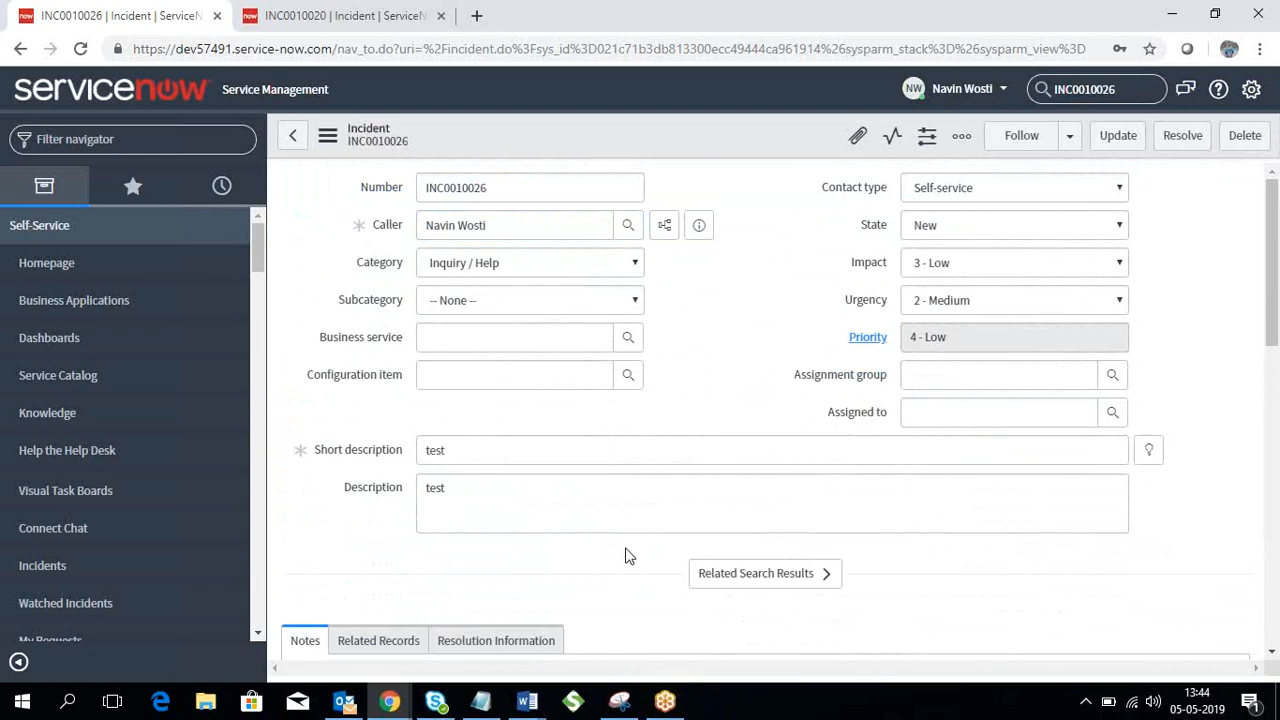 INC0010026 | Incident | ServiceN
INC0010020 | Incident | ServiceN
https://dev57491.service-now.com/nav_to.do?uri=%2Fincident.do%3Fsys_id%3D021c71b3db813300ecc49444ca961914%26sysparm_stack%3D%26sysparm_view%3D
servicenow Service Management
NW Navin Wosti
INC0010026
Filter navigator
Incident
INC0010026
Follow
Update
Resolve
Delete
Self-Service
Homepage
Business Applications
Dashboards
Service Catalog
Knowledge
Help the Help Desk
Visual Task Boards
Connect Chat
Incidents
Watched Incidents
My Requests
Number INC0010026
Caller Navin Wosti
Category Inquiry / Help
Subcategory -- None --
Business service
Configuration item
Contact type Self-service
State New
Impact 3 - Low
Urgency 2 - Medium
Priority 4 - Low
Assignment group
Assigned to
Short description test
Description test
Related Search Results
Notes
Related Records
Resolution Information
13:44
05-05-2019
1